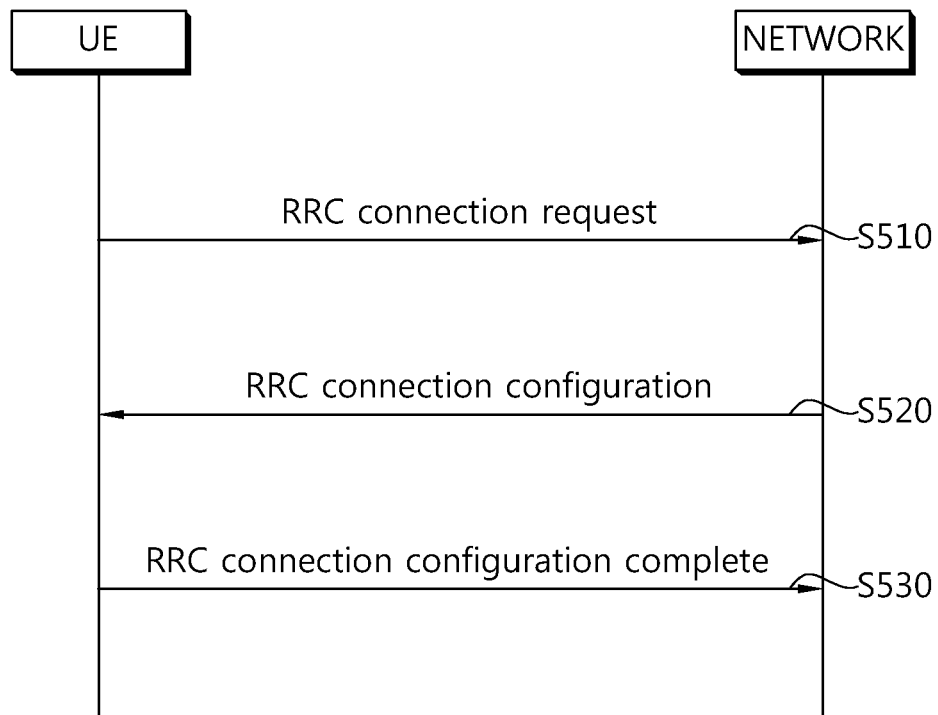 UE
NETWORK
RRC connection request
S510
RRC connection configuration
S520
RRC connection configuration complete
S530